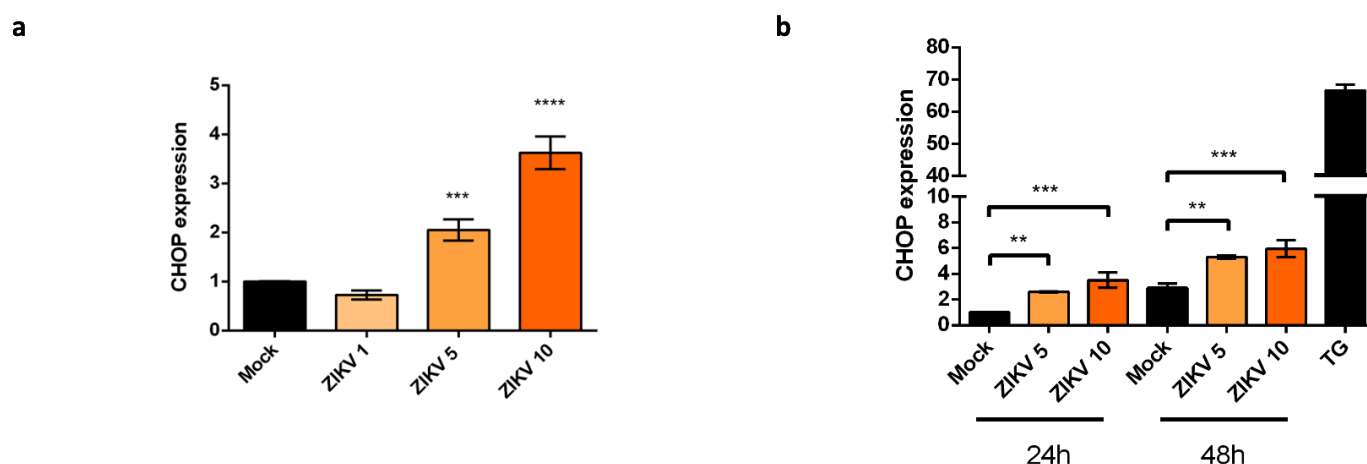 a
CHOP expression
5
4
3
2
1
0
***
****
Mock
ZIKV 1
ZIKV 5
ZIKV 10
b
CHOP expression
80
70
60
50
40
10
8
6
4
2
0
**
***
**
***
Mock
ZIKV 5
ZIKV 10
Mock
ZIKV 5
ZIKV 10
TG
24h
48h